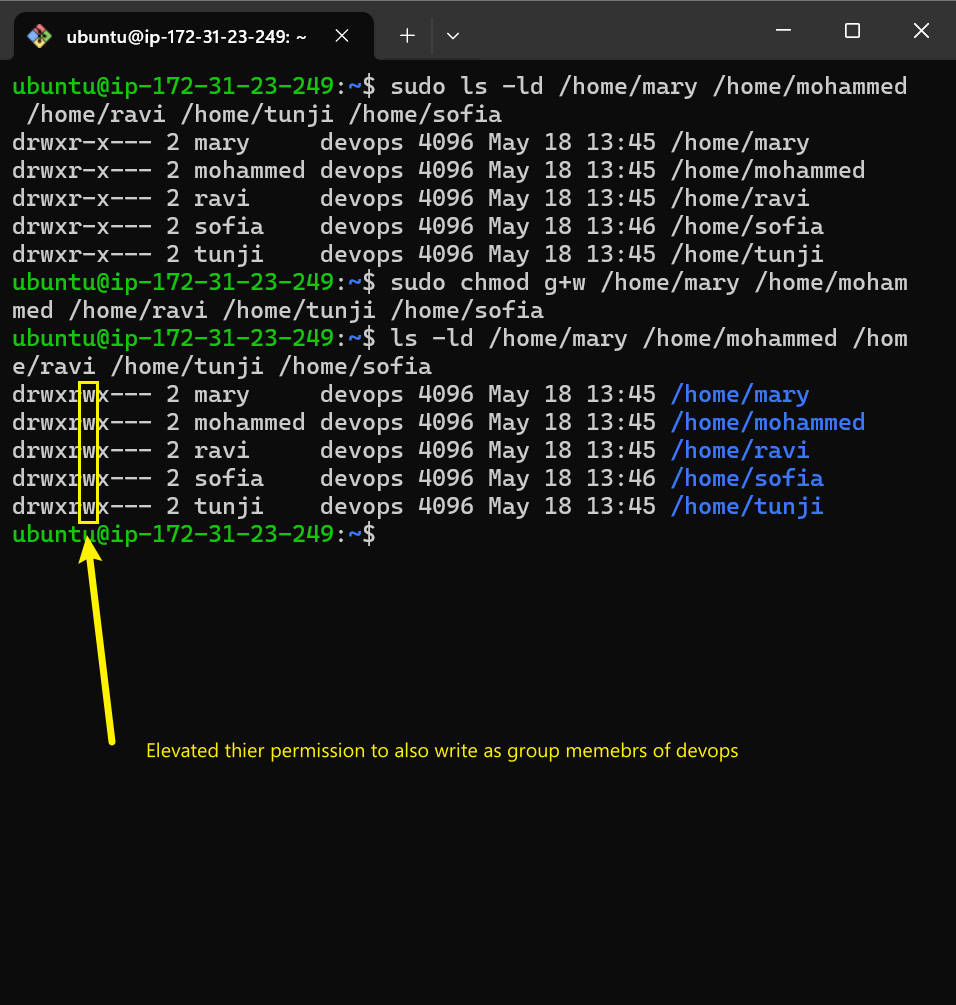 ubuntu@ip-172-31-23-249: ~
ubuntu@ip-172-31-23-249:~$ sudo ls -ld /home/mary /home/mohammed
 /home/ravi /home/tunji /home/sofia
drwxr-x--- 2 mary     devops 4096 May 18 13:45 /home/mary
drwxr-x--- 2 mohammed devops 4096 May 18 13:45 /home/mohammed
drwxr-x--- 2 ravi     devops 4096 May 18 13:45 /home/ravi
drwxr-x--- 2 sofia    devops 4096 May 18 13:46 /home/sofia
drwxr-x--- 2 tunji    devops 4096 May 18 13:45 /home/tunji
ubuntu@ip-172-31-23-249:~$ sudo chmod g+w /home/mary /home/moham
med /home/ravi /home/tunji /home/sofia
ubuntu@ip-172-31-23-249:~$ ls -ld /home/mary /home/mohammed /hom
e/ravi /home/tunji /home/sofia
drwxrwx--- 2 mary     devops 4096 May 18 13:45 /home/mary
drwxrwx--- 2 mohammed devops 4096 May 18 13:45 /home/mohammed
drwxrwx--- 2 ravi     devops 4096 May 18 13:45 /home/ravi
drwxrwx--- 2 sofia    devops 4096 May 18 13:46 /home/sofia
drwxrwx--- 2 tunji    devops 4096 May 18 13:45 /home/tunji
ubuntu@ip-172-31-23-249:~$
Elevated thier permission to also write as group memebrs of devops